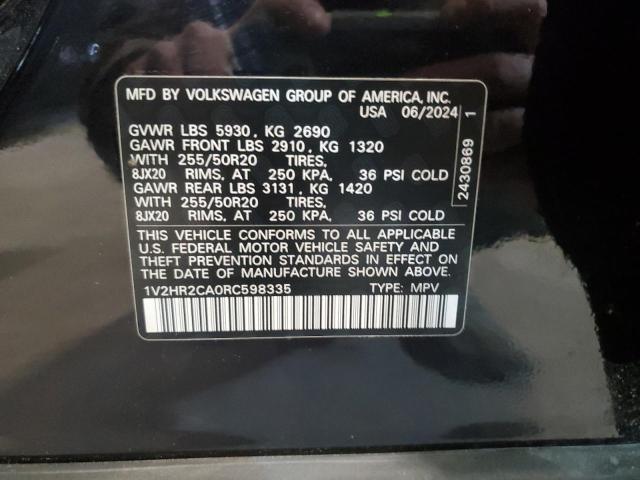 MFD BY VOLKSWAGEN GROUP OF AMERICA, INC.
USA 06/2024
GVWR LBS 5930, KG 2690
GAWR FRONT LBS 2910, KG 1320
WITH 255/50R20 TIRES,
8JX20 RIMS, AT 250 KPA, 36 PSI COLD
GAWR REAR LBS 3131, KG 1420
WITH 255/50R20 TIRES,
8JX20 RIMS, AT 250 KPA, 36 PSI COLD
THIS VEHICLE CONFORMS TO ALL APPLICABLE
U.S. FEDERAL MOTOR VEHICLE SAFETY AND
THEFT PREVENTION STANDARDS IN EFFECT ON
THE DATE OF MANUFACTURE SHOWN ABOVE.
1V2HR2CA0RC598335 TYPE: MPV
2430869 1